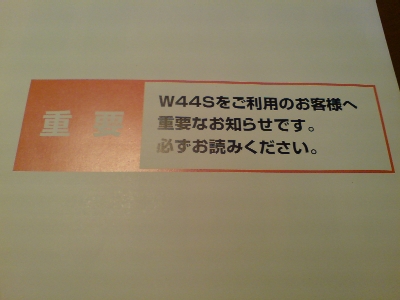 重要
W44Sをご利用のお客様へ
重要なお知らせです。
必ずお読みください。